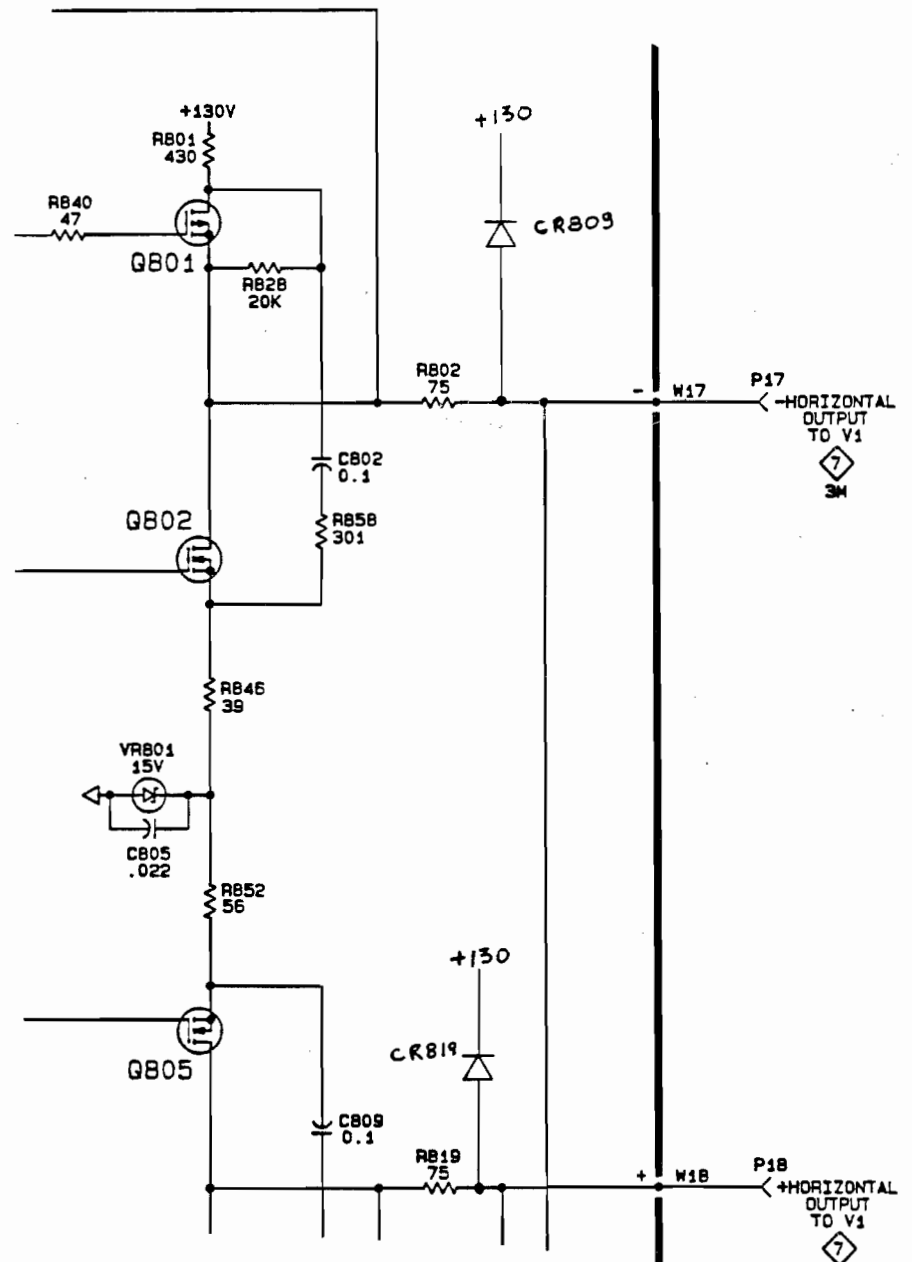 +130V
R801
430
R840
47
Q801
R828
20K
+130
CR809
R802
75
-
W17
P17
-HORIZONTAL
OUTPUT
TO V1
7
3M
C802
0.1
R858
301
Q802
R846
39
VR801
15V
C805
.022
R852
56
Q805
+130
CR819
C809
0.1
R819
75
+
W18
P18
+HORIZONTAL
OUTPUT
TO V1
7